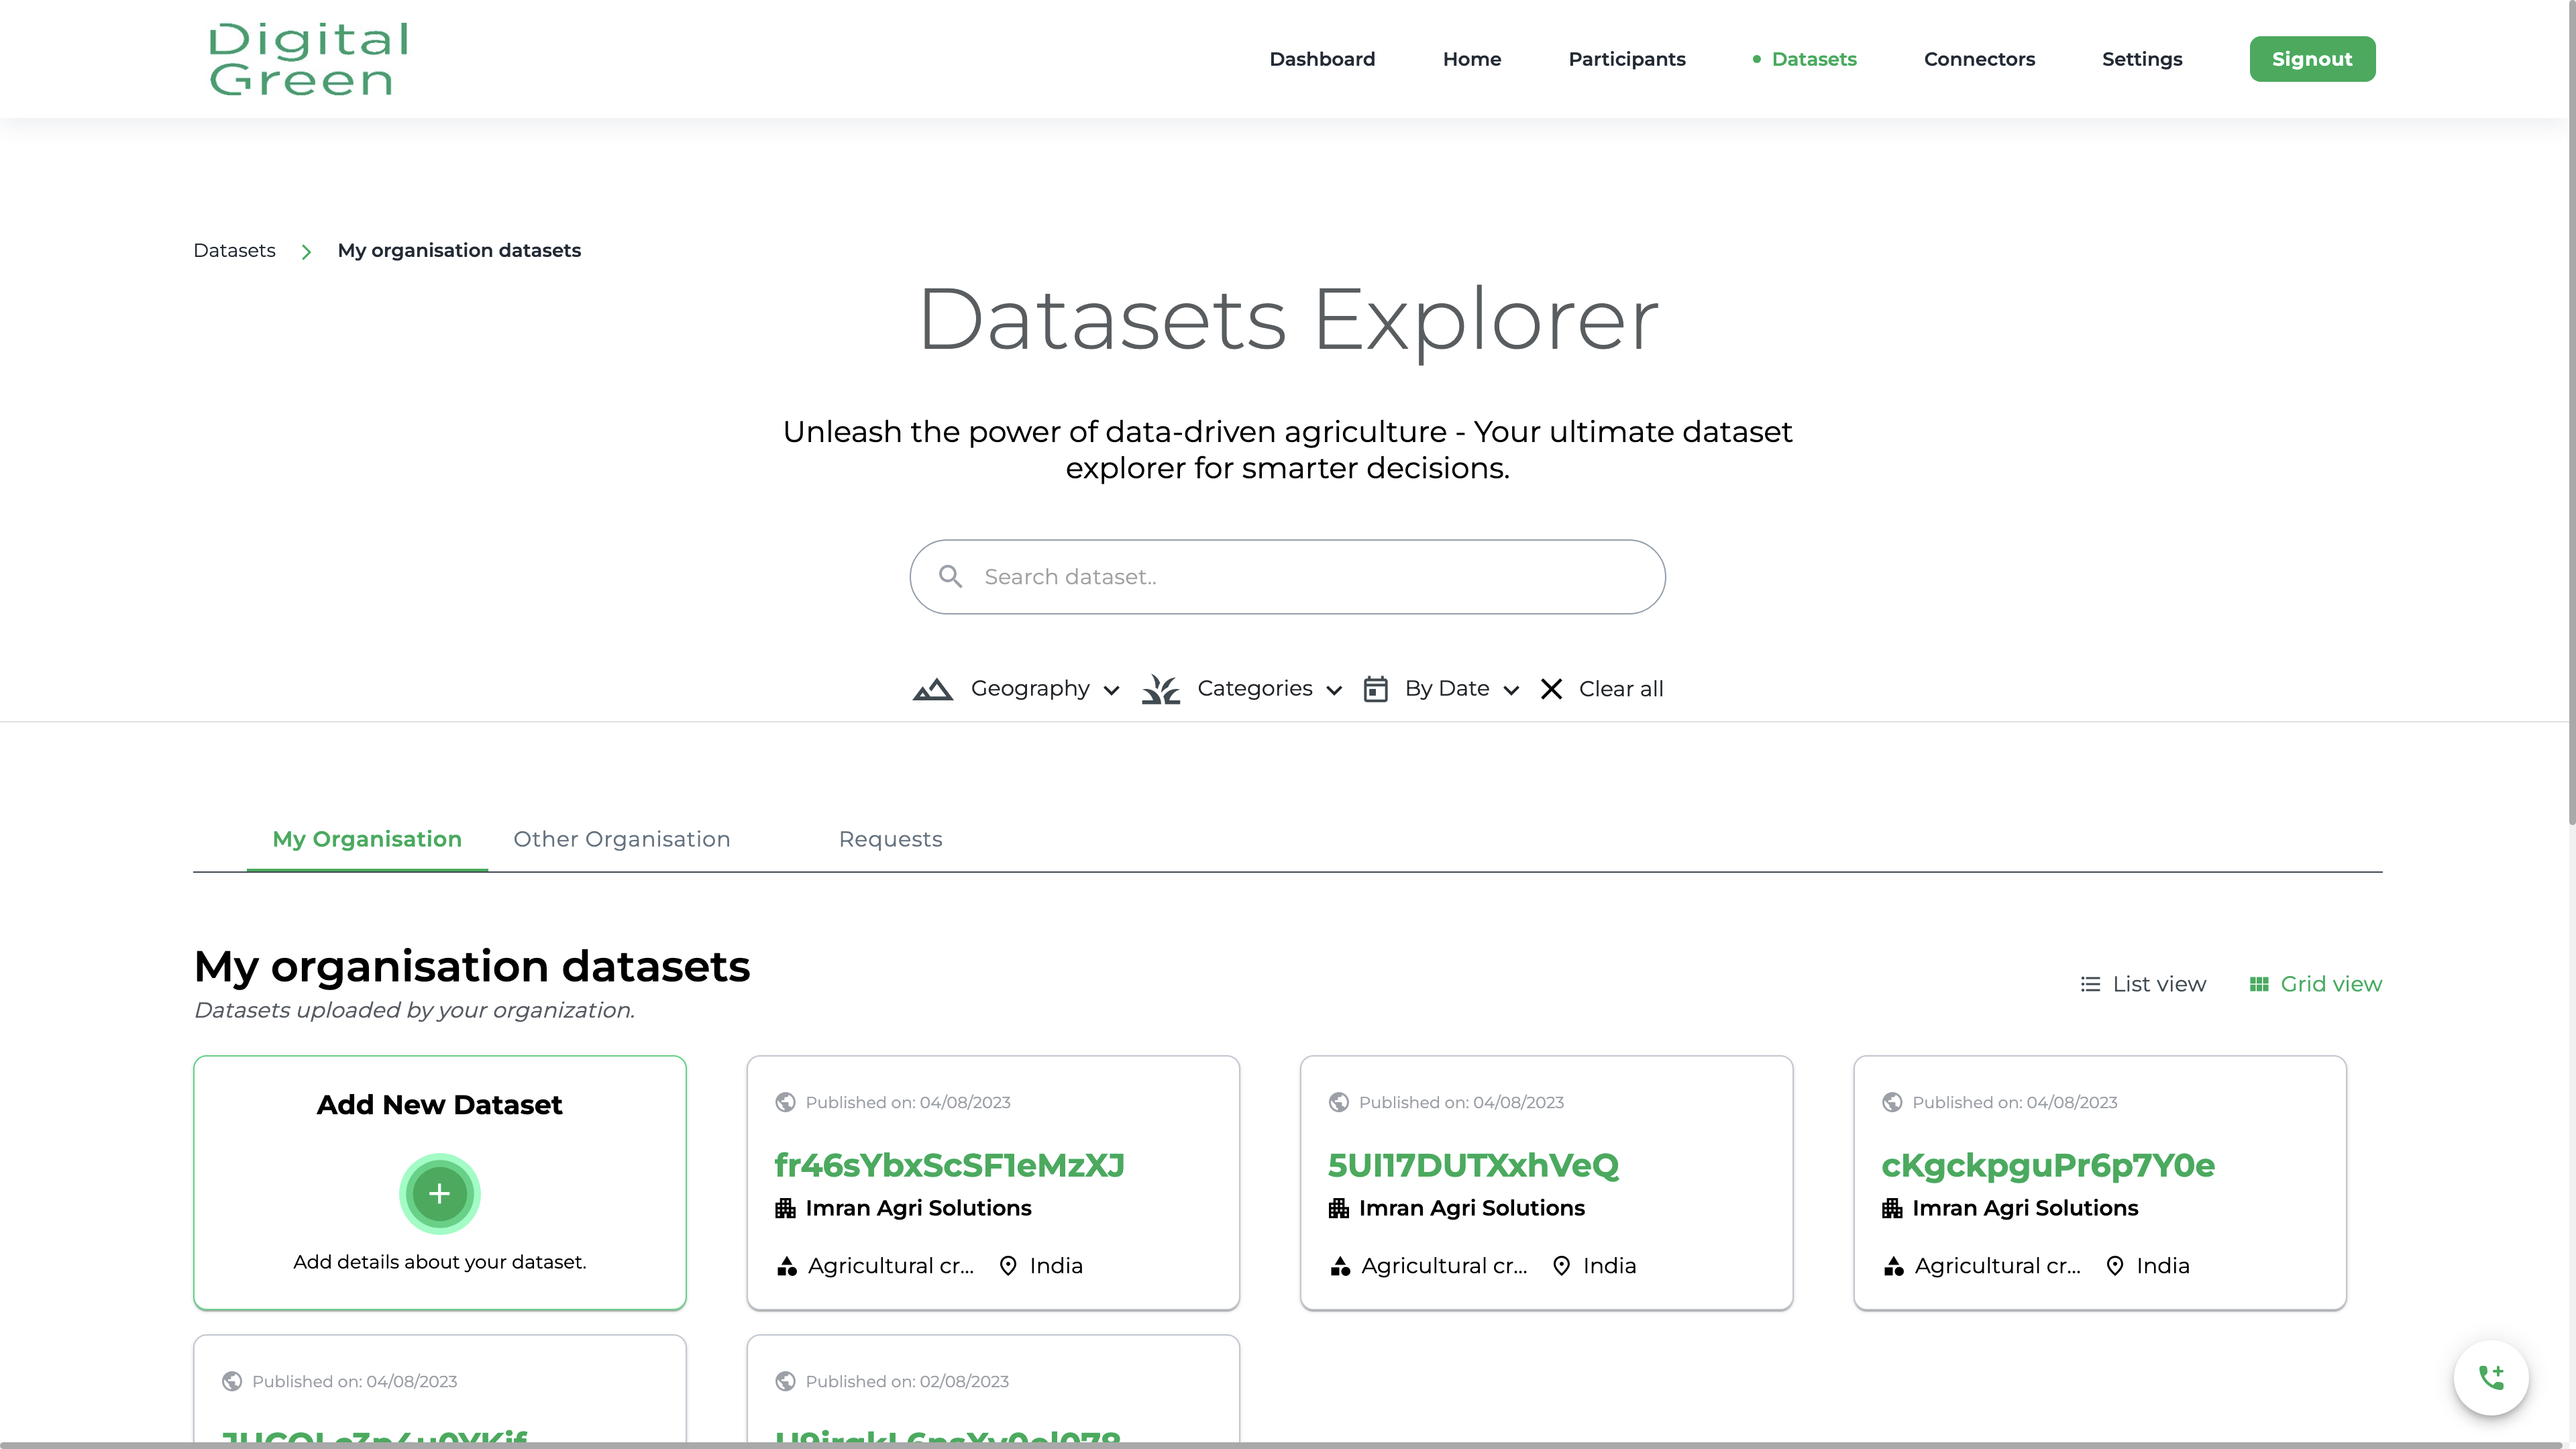 Digital
Green
Dashboard
Home
Participants
Datasets
Connectors
Settings
Signout
Datasets
My organisation datasets
Datasets Explorer
Unleash the power of data-driven agriculture - Your ultimate dataset
explorer for smarter decisions.
Search dataset..
Geography
Categories
By Date
Clear all
My Organisation
Other Organisation
Requests
My organisation datasets
Datasets uploaded by your organization.
List view
Grid view
Add New Dataset
Add details about your dataset.
Published on: 04/08/2023
fr46sYbxScSF1eMzXJ
Imran Agri Solutions
Agricultural cr...
India
Published on: 04/08/2023
5UI17DUTXxhVeQ
Imran Agri Solutions
Agricultural cr...
India
Published on: 04/08/2023
cKgckpguPr6p7Y0e
Imran Agri Solutions
Agricultural cr...
India
Published on: 04/08/2023
Published on: 02/08/2023